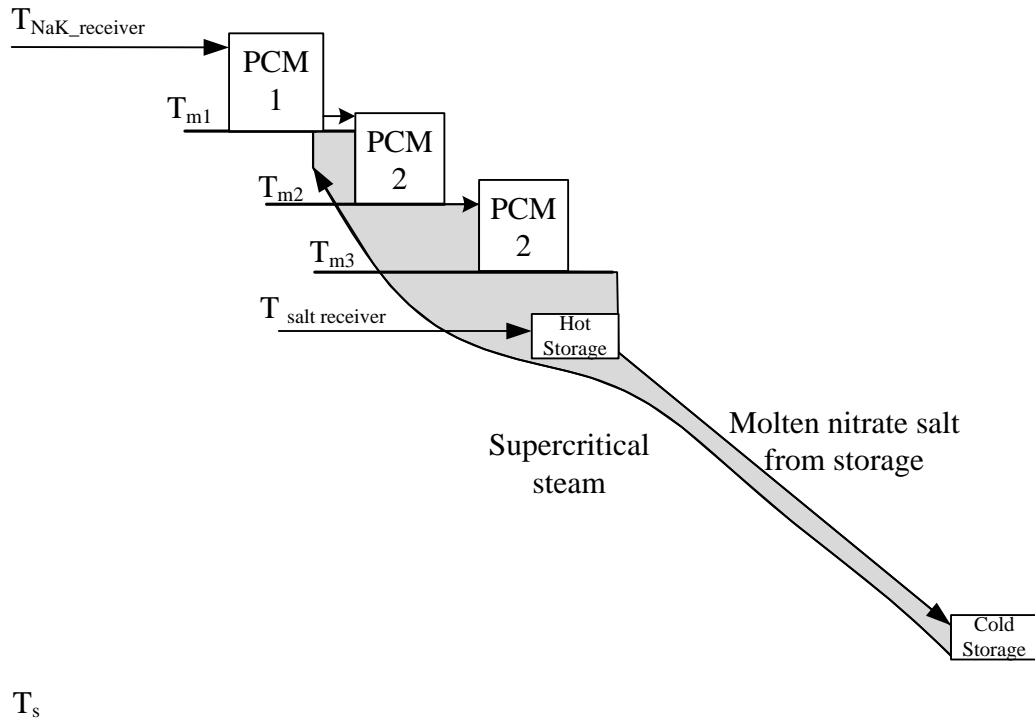 T_NaK_receiver
PCM
1
T_m1
PCM
2
T_m2
PCM
2
T_m3
T salt receiver
Hot
Storage
Molten nitrate salt
from storage
Supercritical
steam
Cold
Storage
T_s